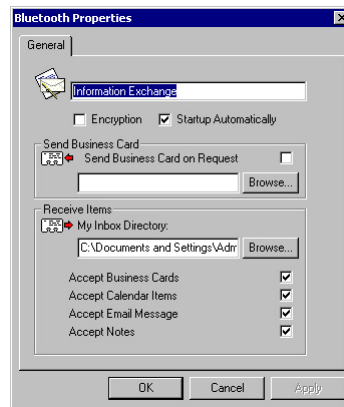 Bluetooth Properties
General
Information Exchange
Encryption Startup Automatically
Send Business Card
Send Business Card on Request
Browse...
Receive Items
My Inbox Directory:
C:\Documents and Settings\Adm Browse...
Accept Business Cards
Accept Calendar Items
Accept Email Message
Accept Notes
OK Cancel Apply